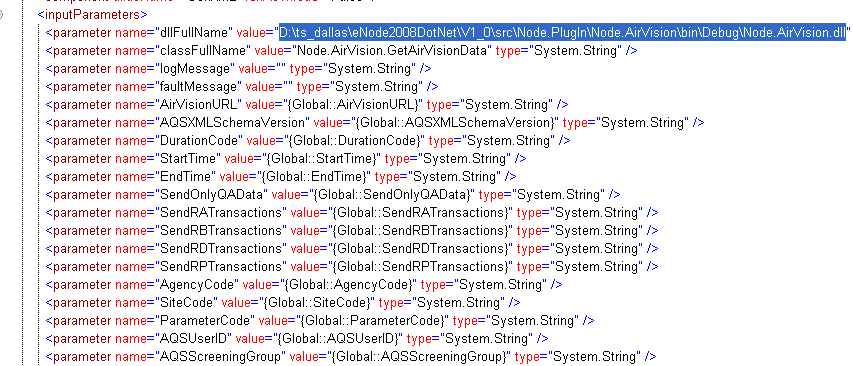 <inputParameters>
<parameter name="dllFullName" value="D:\ts_dallas\eNode2008DotNet\V1_0\src\Node.PlugIn\Node.AirVision\bin\Debug\Node.AirVision.dll"
<parameter name="classFullName" value="Node.AirVision.GetAirVisionData" type="System.String" />
<parameter name="logMessage" value="" type="System.String" />
<parameter name="faultMessage" value="" type="System.String" />
<parameter name="AirVisionURL" value="{Global::AirVisionURL}" type="System.String" />
<parameter name="AQSXMLSchemaVersion" value="{Global::AQSXMLSchemaVersion}" type="System.String" />
<parameter name="DurationCode" value="{Global::DurationCode}" type="System.String" />
<parameter name="StartTime" value="{Global::StartTime}" type="System.String" />
<parameter name="EndTime" value="{Global::EndTime}" type="System.String" />
<parameter name="SendOnlyQAData" value="{Global::SendOnlyQAData}" type="System.String" />
<parameter name="SendRATransactions" value="{Global::SendRATransactions}" type="System.String" />
<parameter name="SendRBTransactions" value="{Global::SendRBTransactions}" type="System.String" />
<parameter name="SendRDTransactions" value="{Global::SendRDTransactions}" type="System.String" />
<parameter name="SendRPTransactions" value="{Global::SendRPTransactions}" type="System.String" />
<parameter name="AgencyCode" value="{Global::AgencyCode}" type="System.String" />
<parameter name="SiteCode" value="{Global::SiteCode}" type="System.String" />
<parameter name="ParameterCode" value="{Global::ParameterCode}" type="System.String" />
<parameter name="AQSUserID" value="{Global::AQSUserID}" type="System.String" />
<parameter name="AQSScreeningGroup" value="{Global::AQSScreeningGroup}" type="System.String" />